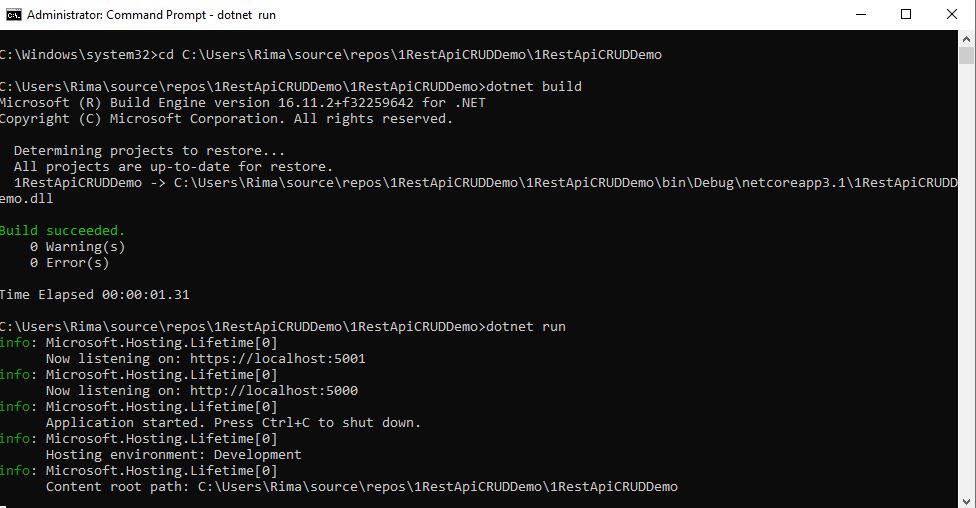 Administrator: Command Prompt - dotnet run
C:\Windows\system32>cd C:\Users\Rima\source\repos\1RestApiCRUDDemo\1RestApiCRUDDemo
C:\Users\Rima\source\repos\1RestApiCRUDDemo\1RestApiCRUDDemo>dotnet build
Microsoft (R) Build Engine version 16.11.2+f32259642 for .NET
Copyright (C) Microsoft Corporation. All rights reserved.
Determining projects to restore...
All projects are up-to-date for restore.
1RestApiCRUDDemo -> C:\Users\Rima\source\repos\1RestApiCRUDDemo\1RestApiCRUDDemo\bin\Debug\netcoreapp3.1\1RestApiCRUDD
emo.dll
Build succeeded.
0 Warning(s)
0 Error(s)
Time Elapsed 00:00:01.31
C:\Users\Rima\source\repos\1RestApiCRUDDemo\1RestApiCRUDDemo>dotnet run
info: Microsoft.Hosting.Lifetime[0]
Now listening on: https://localhost:5001
info: Microsoft.Hosting.Lifetime[0]
Now listening on: http://localhost:5000
info: Microsoft.Hosting.Lifetime[0]
Application started. Press Ctrl+C to shut down.
info: Microsoft.Hosting.Lifetime[0]
Hosting environment: Development
info: Microsoft.Hosting.Lifetime[0]
Content root path: C:\Users\Rima\source\repos\1RestApiCRUDDemo\1RestApiCRUDDemo